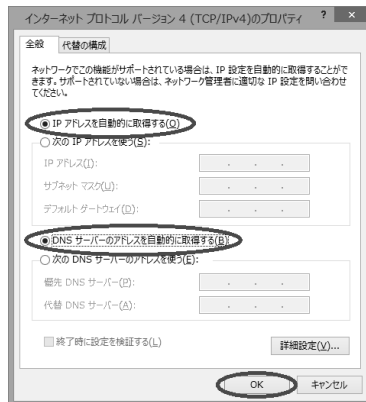 インターネット プロトコル バージョン 4 (TCP/IPv4)のプロパティ ? ×
全般 代替の構成
ネットワークでこの機能がサポートされている場合は、IP 設定を自動的に取得することがで
きます。サポートされていない場合は、ネットワーク管理者に適切な IP 設定を問い合わせ
てください。
IP アドレスを自動的に取得する(O)
次の IP アドレスを使う(S):
IP アドレス(I):
サブネット マスク(U):
デフォルト ゲートウェイ(D):
DNS サーバーのアドレスを自動的に取得する(B)
次の DNS サーバーのアドレスを使う(E):
優先 DNS サーバー(P):
代替 DNS サーバー(A):
終了時に設定を検証する(L)
詳細設定(V)...
OK キャンセル